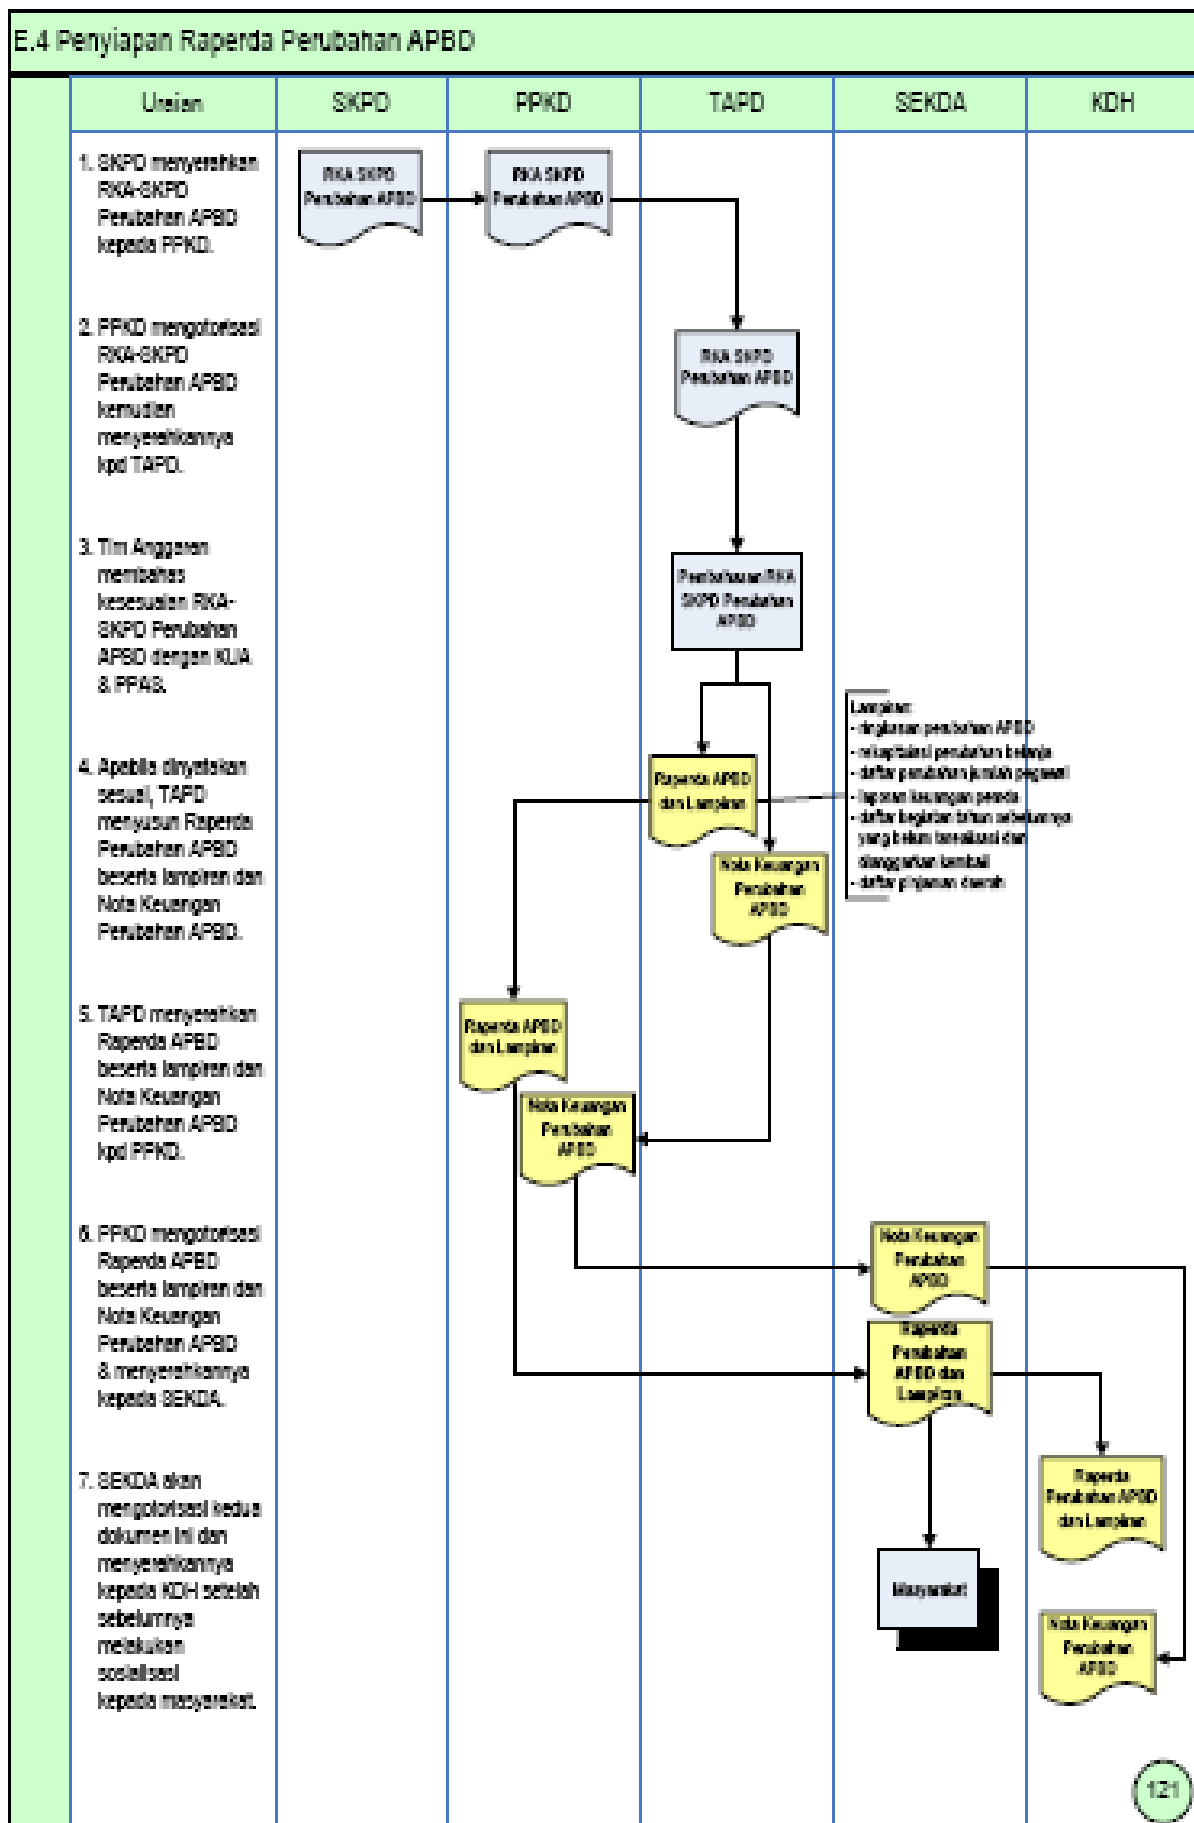 E.4 Penyiapan Raperda Perubahan APBD
Uraian
SKPD
PPKD
TAPD
SEKDA
KDH
1. SKPD menyerahkan
RKA-SKPD
Perubahan APBD
kepada PPKD.
2. PPKD mengotorisasi
RKA-SKPD
Perubahan APBD
kemudian
menyerahkannya
kpd TAPD.
3. Tim Anggaran
membahas
kesesuaian RKA-
SKPD Perubahan
APBD dengan KUA
& PPAS.
4. Apabila dinyatakan
sesuai, TAPD
menyusun Raperda
Perubahan APBD
beserta lampiran dan
Nota Keuangan
Perubahan APBD.
5. TAPD menyerahkan
Raperda APBD
beserta lampiran dan
Nota Keuangan
Perubahan APBD
kpd PPKD.
6. PPKD mengotorisasi
Raperda APBD
beserta lampiran dan
Nota Keuangan
Perubahan APBD
& menyerahkannya
kepada SEKDA.
7. SEKDA akan
mengotorisasi kedua
dokumen ini dan
menyerahkannya
kepada KDH setelah
sebelumnya
melakukan
sosialisasi
kepada masyarakat.
RKA SKPD
Perubahan APBD
RKA SKPD
Perubahan APBD
RKA SKPD
Perubahan APBD
Pembahasan RKA
SKPD Perubahan
APBD
Raperda APBD
dan Lampiran
Nota Keuangan
Perubahan
APBD
Lampiran:
- ringkasan perubahan APBD
- rekapitulasi perubahan belanja
- daftar perubahan jumlah pegawai
- laporan keuangan pemda
- daftar kegiatan tahun sebelumnya
yang belum terealisasi dan
dianggarkan kembali
- daftar pinjaman daerah
Raperda APBD
dan Lampiran
Nota Keuangan
Perubahan
APBD
Nota Keuangan
Perubahan
APBD
Raperda
Perubahan
APBD dan
Lampiran
Raperda
Perubahan APBD
dan Lampiran
Masyarakat
Nota Keuangan
Perubahan
APBD
121